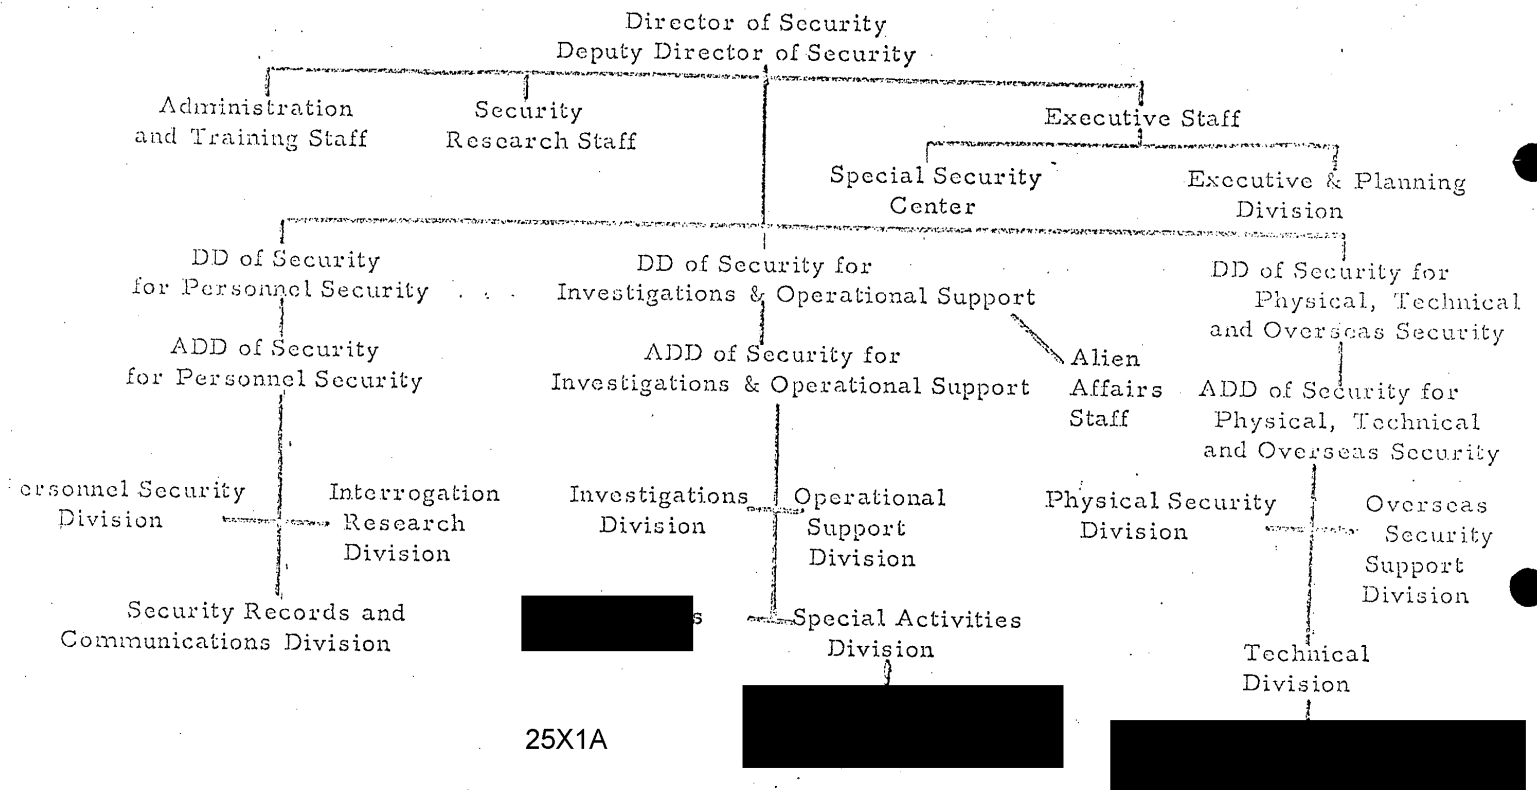 Director of Security
Deputy Director of Security
Administration
and Training Staff
Security
Research Staff
Executive Staff
Special Security
Center
Executive & Planning
Division
DD of Security
for Personnel Security
DD of Security for
Investigations & Operational Support
DD of Security for
Physical, Technical
and Overseas Security
ADD of Security
for Personnel Security
ADD of Security for
Investigations & Operational Support
Alien
Affairs
Staff
ADD of Security for
Physical, Technical
and Overseas Security
ersonnel Security
Division
Interrogation
Research
Division
Investigations
Division
Operational
Support
Division
Physical Security
Division
Overseas
Security
Support
Division
Security Records and
Communications Division
s
Special Activities
Division
Technical
Division
25X1A